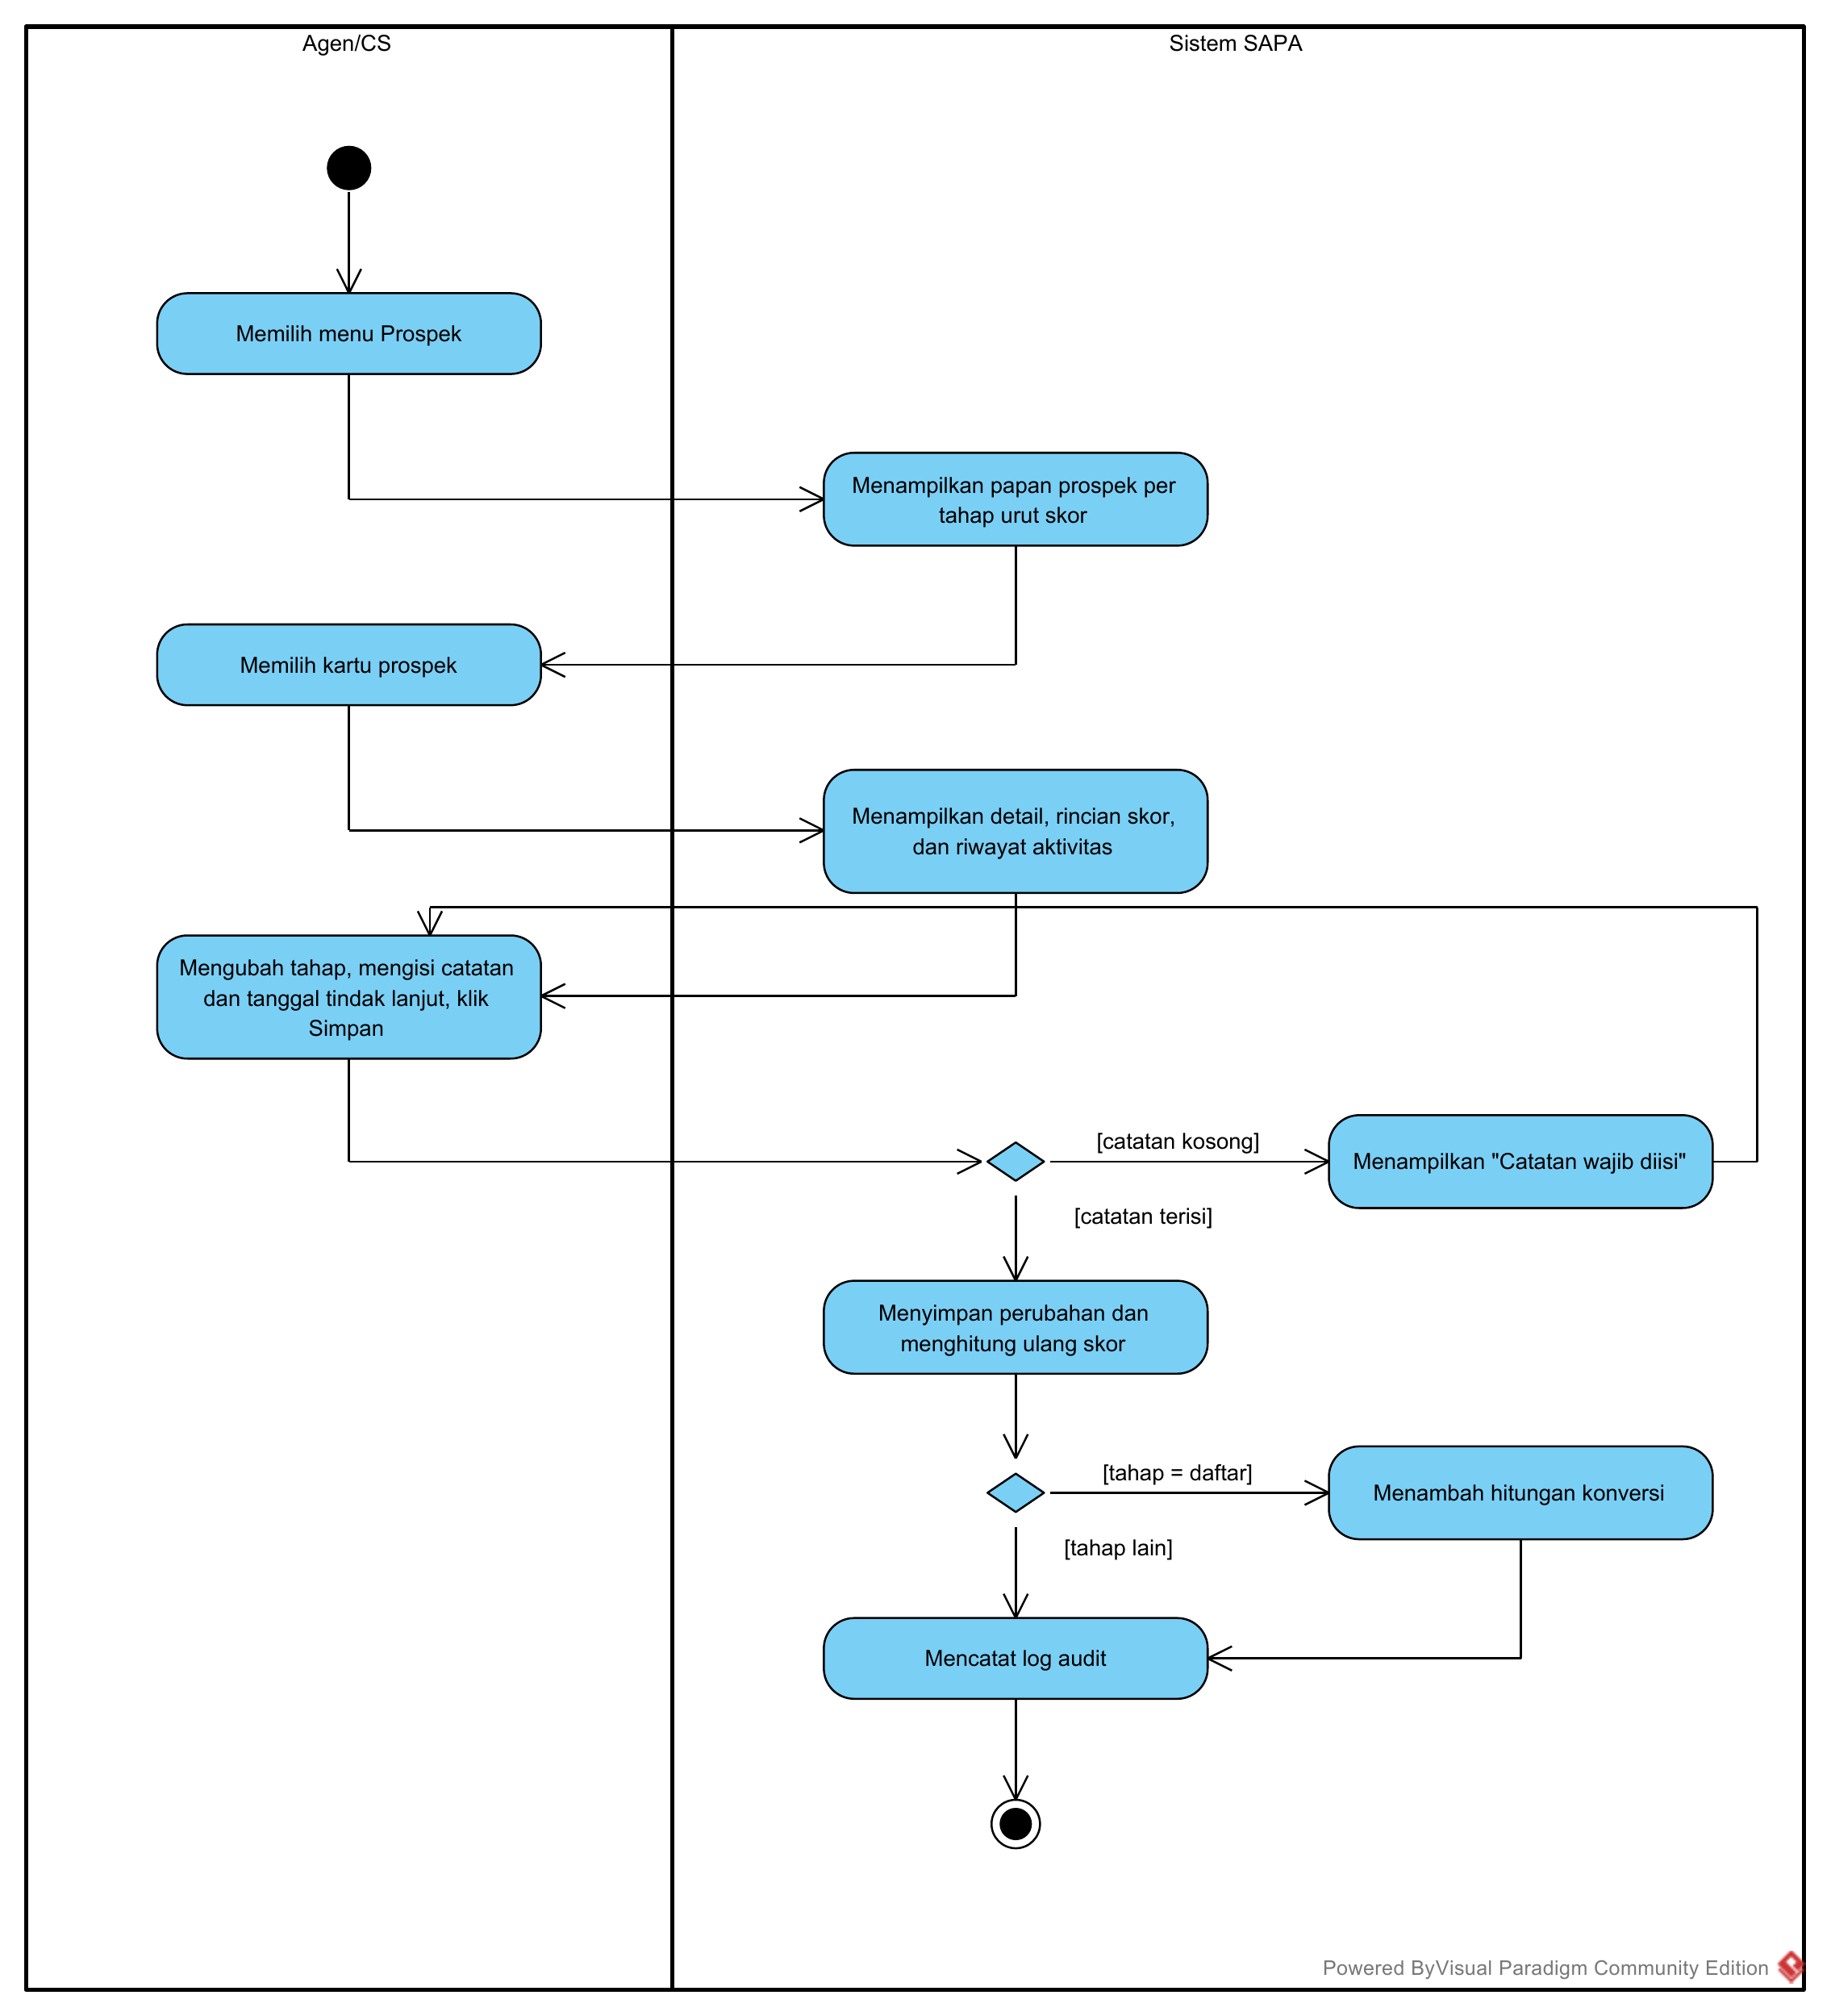 Agen/CS
Sistem SAPA
Memilih menu Prospek
Menampilkan papan prospek per
tahap urut skor
Memilih kartu prospek
Menampilkan detail, rincian skor,
dan riwayat aktivitas
Mengubah tahap, mengisi catatan
dan tanggal tindak lanjut, klik
Simpan
[catatan kosong]
Menampilkan "Catatan wajib diisi"
[catatan terisi]
Menyimpan perubahan dan
menghitung ulang skor
[tahap = daftar]
Menambah hitungan konversi
[tahap lain]
Mencatat log audit
Powered ByVisual Paradigm Community Edition